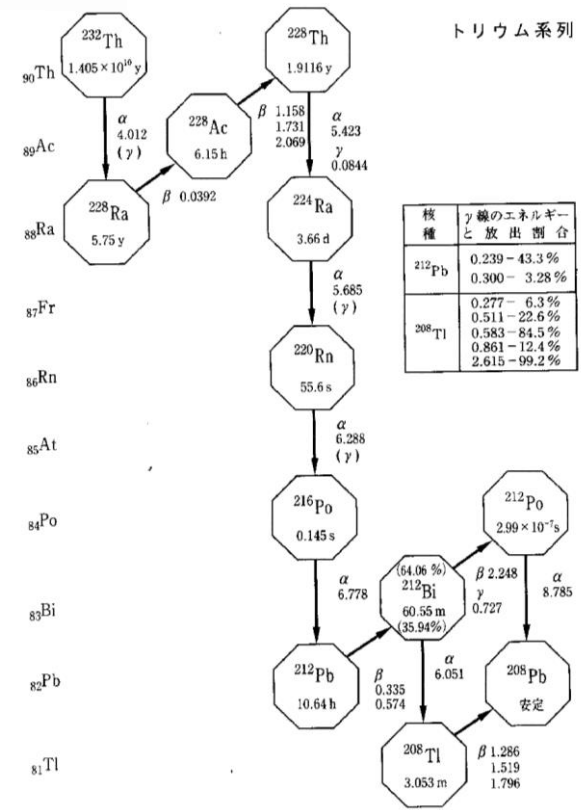 トリウム系列
₉₀Th
²³²Th
1.405×10¹⁰ y
²²⁸Th
1.9116 y
α
4.012
(γ)
₈₉Ac
²²⁸Ac
6.15 h
β 1.158
1.731
2.069
α
5.423
γ
0.0844
β 0.0392
₈₈Ra
²²⁸Ra
5.75 y
²²⁴Ra
3.66 d
核種
γ線のエネルギーと放出割合
²¹²Pb
0.239－43.3 %
0.300－ 3.28 %
²⁰⁸Tl
0.277－ 6.3 %
0.511－22.6 %
0.583－84.5 %
0.861－12.4 %
2.615－99.2 %
₈₇Fr
α
5.685
(γ)
₈₆Rn
²²⁰Rn
55.6 s
₈₅At
α
6.288
(γ)
₈₄Po
²¹⁶Po
0.145 s
²¹²Po
2.99×10⁻⁷s
α
6.778
₈₃Bi
(64.06 %)
²¹²Bi
60.55 m
(35.94%)
β 2.248
γ
0.727
α
8.785
₈₂Pb
²¹²Pb
10.64 h
β
0.335
0.574
α
6.051
²⁰⁸Pb
安定
₈₁Tl
²⁰⁸Tl
3.053 m
β 1.286
1.519
1.796